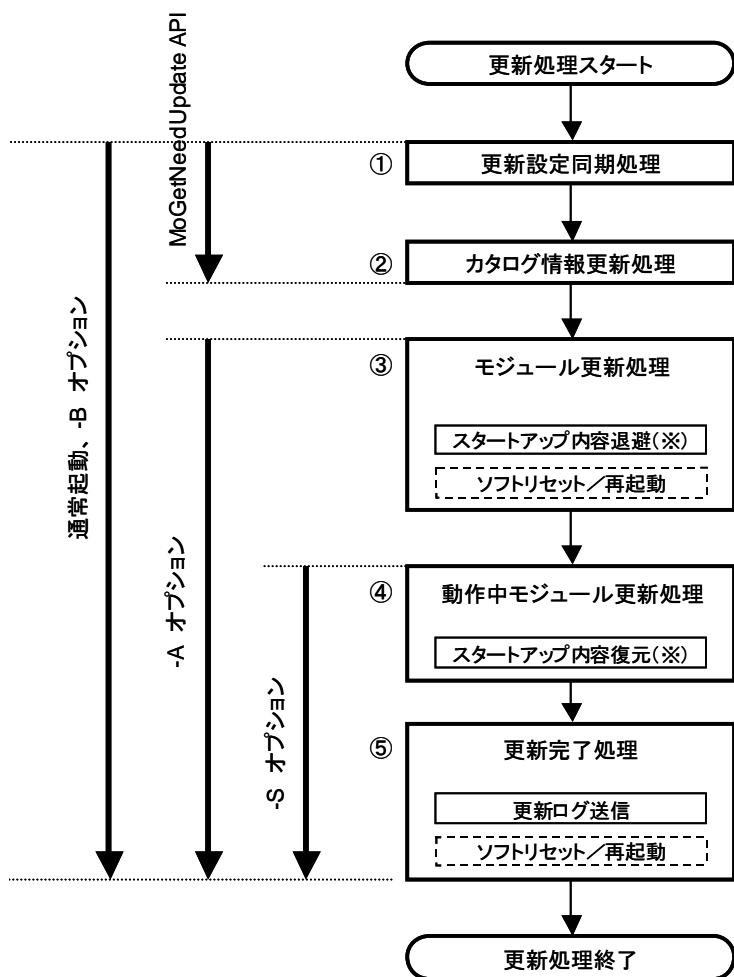 MoGetNeedUpdate API
更新処理スタート
①
更新設定同期処理
②
カタログ情報更新処理
③
モジュール更新処理
スタートアップ内容退避(※)
ソフトリセット／再起動
通常起動、-B オプション
-A オプション
-S オプション
④
動作中モジュール更新処理
スタートアップ内容復元(※)
⑤
更新完了処理
更新ログ送信
ソフトリセット／再起動
更新処理終了